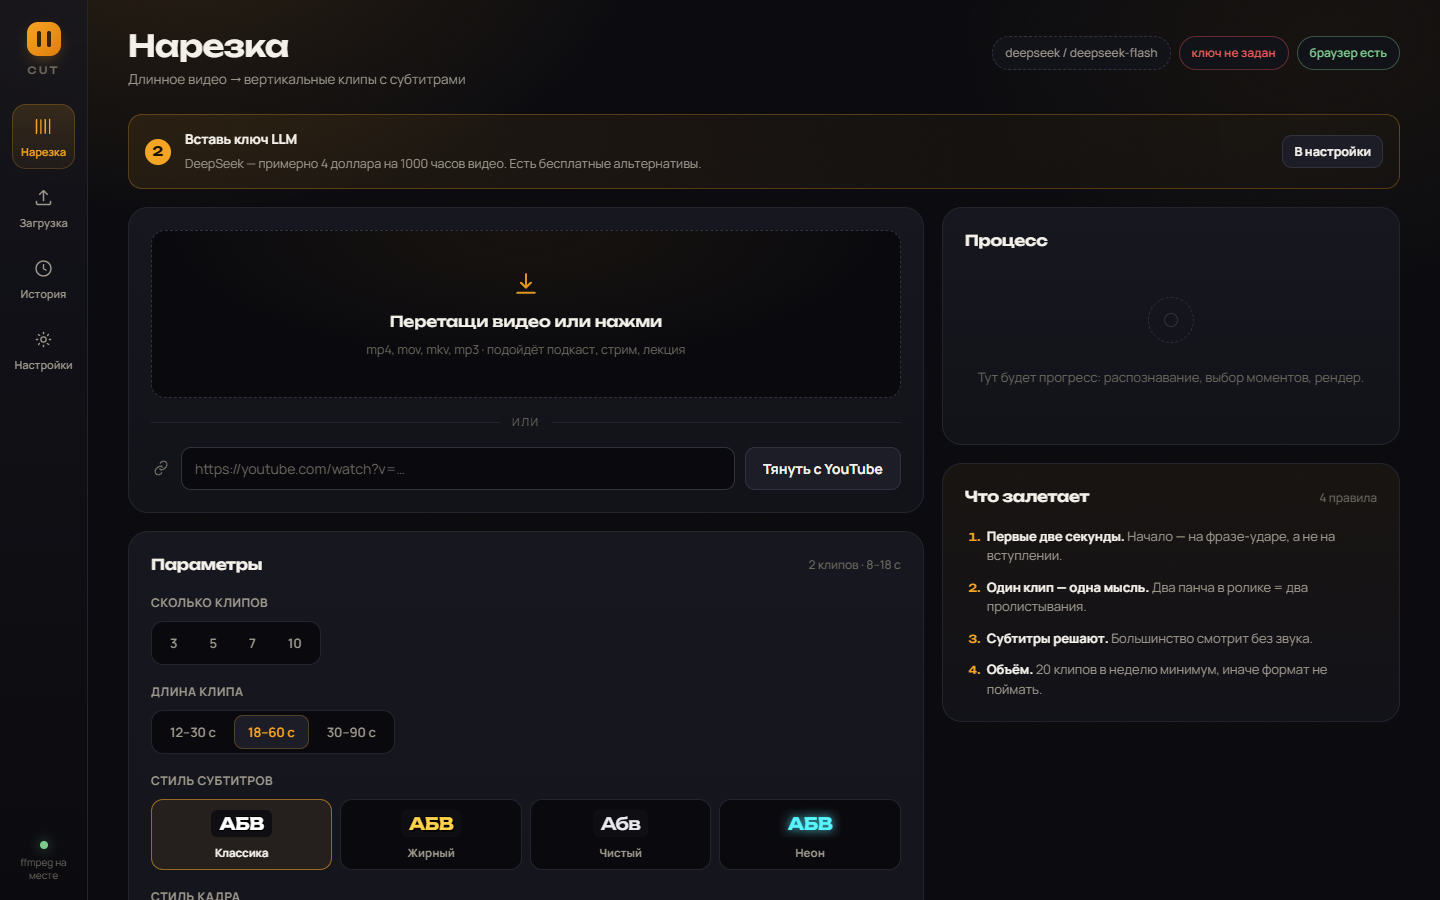 CUT
Нарезка
Загрузка
История
Настройки
ffmpeg на
месте
Нарезка
Длинное видео → вертикальные клипы с субтитрами
deepseek / deepseek-flash
ключ не задан
браузер есть
2
Вставь ключ LLM
DeepSeek — примерно 4 доллара на 1000 часов видео. Есть бесплатные альтернативы.
В настройки
Перетащи видео или нажми
mp4, mov, mkv, mp3 · подойдёт подкаст, стрим, лекция
ИЛИ
https://youtube.com/watch?v=...
Тянуть с YouTube
Параметры
2 клипов · 8–18 с
СКОЛЬКО КЛИПОВ
3 5 7 10
ДЛИНА КЛИПА
12–30 с 18–60 с 30–90 с
СТИЛЬ СУБТИТРОВ
АБВ
Классика
АБВ
Жирный
Абв
Чистый
АБВ
Неон
СТИЛЬ КАДРА
Процесс
Тут будет прогресс: распознавание, выбор моментов, рендер.
Что залетает
4 правила
1. Первые две секунды. Начало — на фразе-ударе, а не на
вступлении.
2. Один клип — одна мысль. Два панча в ролике = два
пролистывания.
3. Субтитры решают. Большинство смотрит без звука.
4. Объём. 20 клипов в неделю минимум, иначе формат не
поймать.